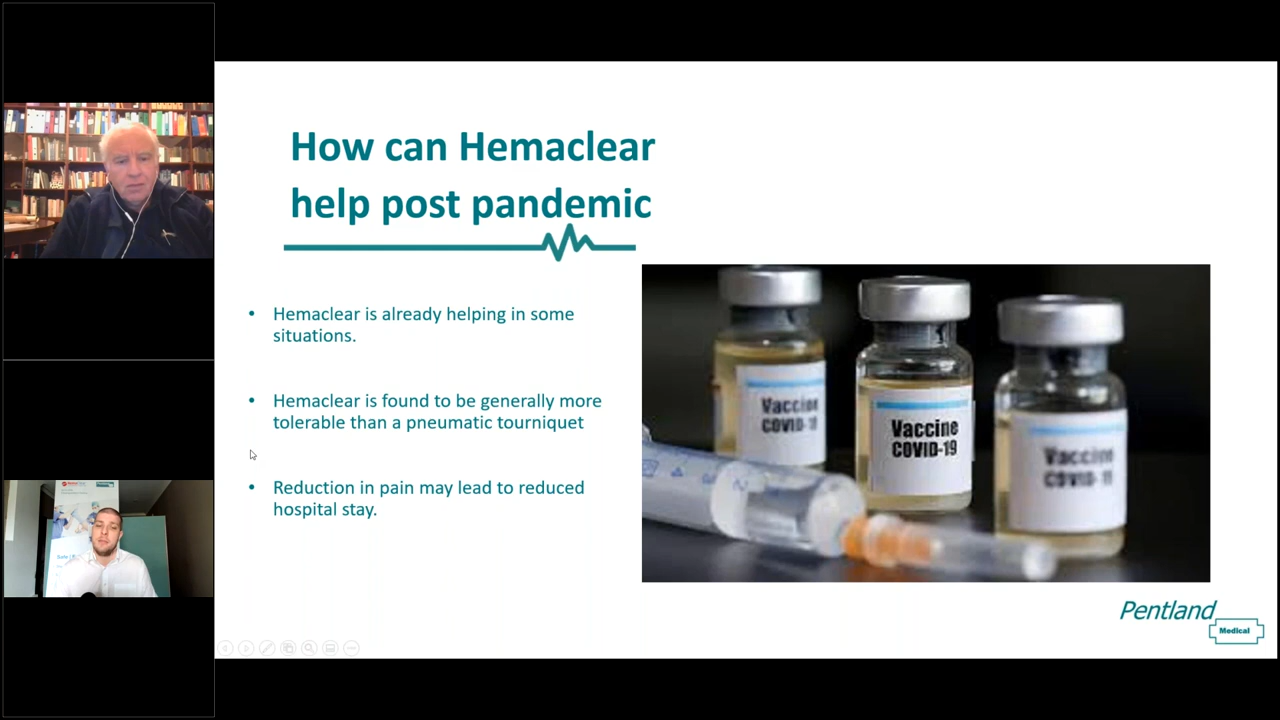 How can Hemaclear
help post pandemic
• Hemaclear is already helping in some
situations.
• Hemaclear is found to be generally more
tolerable than a pneumatic tourniquet
• Reduction in pain may lead to reduced
hospital stay.
Vaccine
COVID-19
Vaccine
COVID-19
Vaccine
COVID-19
Pentland
Medical